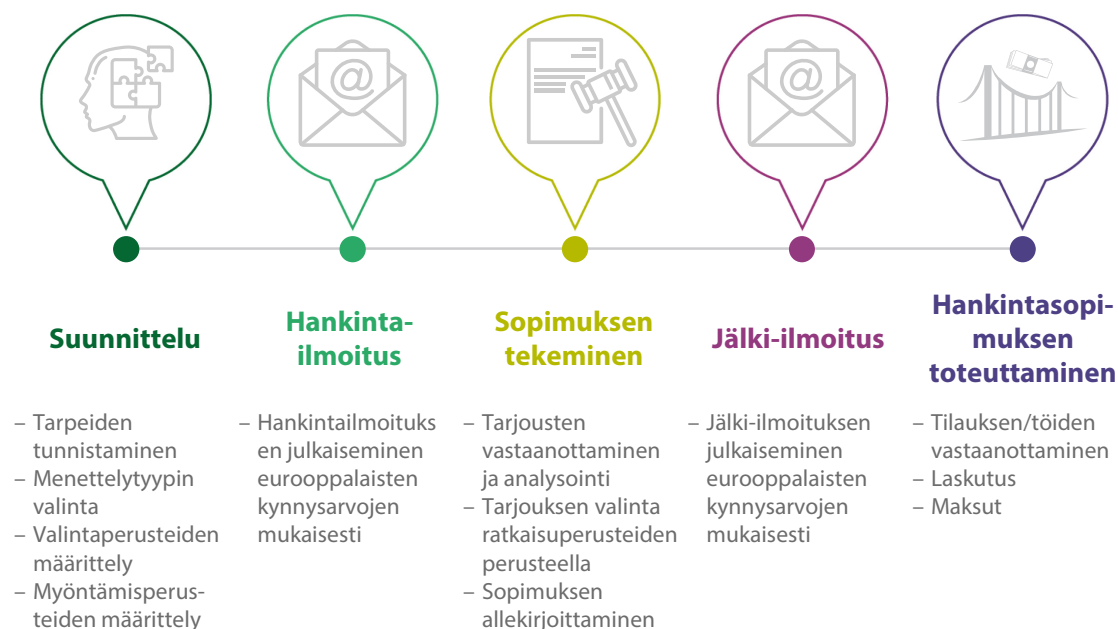 @
@
Suunnittelu
Hankinta-
ilmoitus
Sopimuksen
tekeminen
Jälki-ilmoitus
Hankintasopi-
muksen
toteuttaminen
– Tarpeiden
tunnistaminen
– Menettelytyypin
valinta
– Valintaperusteiden
määrittely
– Myöntämisperus-
teiden määrittely
– Hankintailmoituks
en julkaiseminen
eurooppalaisten
kynnysarvojen
mukaisesti
– Tarjousten
vastaanottaminen
ja analysointi
– Tarjouksen valinta
ratkaisuperusteiden
perusteella
– Sopimuksen
allekirjoittaminen
– Jälki-ilmoituksen
julkaiseminen
eurooppalaisten
kynnysarvojen
mukaisesti
– Tilauksen/töiden
vastaanottaminen
– Laskutus
– Maksut